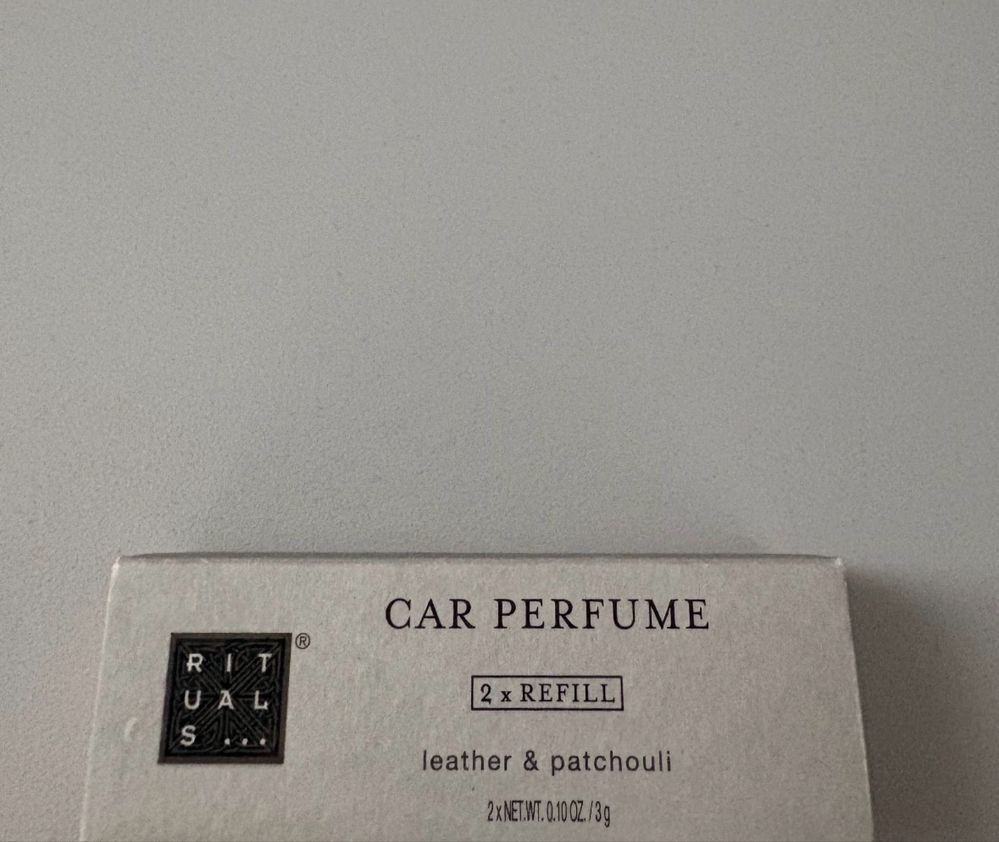 CAR PERFUME
RIT
UAL
S...
®
2 x REFILL
leather & patchouli
2 x NET.WT. 0.10 OZ. / 3 g